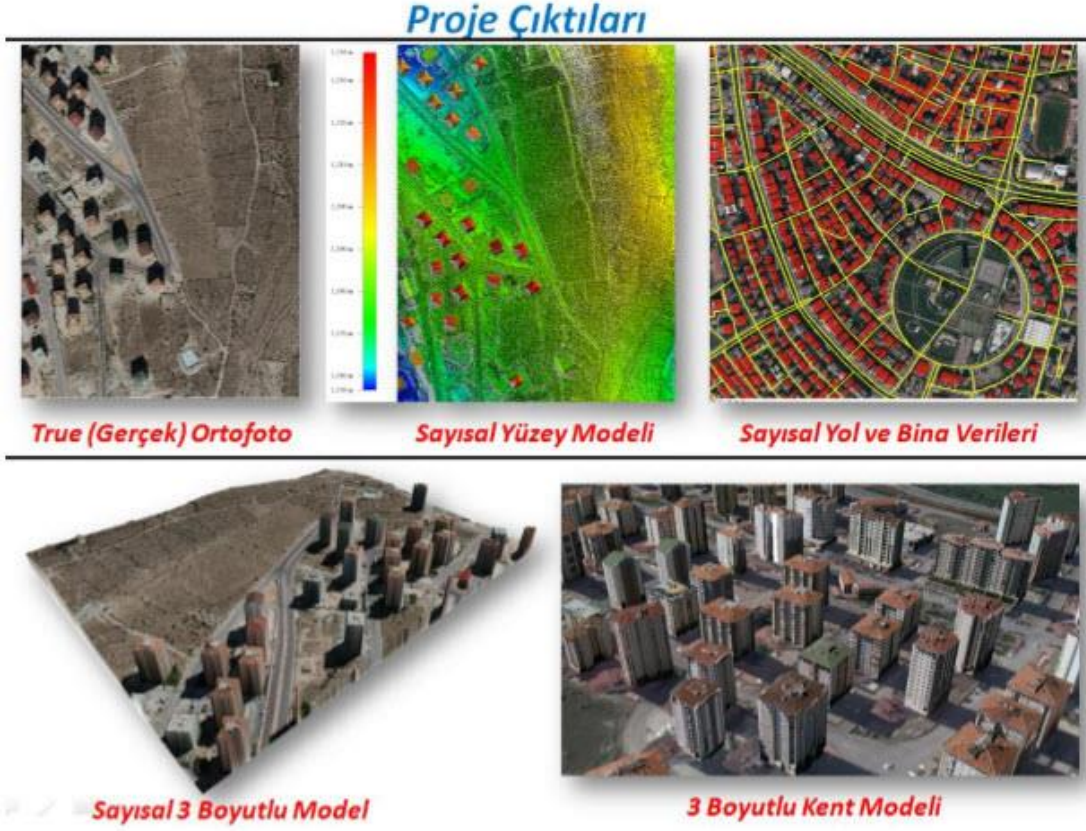 Proje Çıktıları
True (Gerçek) Ortofoto
Sayısal Yüzey Modeli
Sayısal Yol ve Bina Verileri
Sayısal 3 Boyutlu Model
3 Boyutlu Kent Modeli